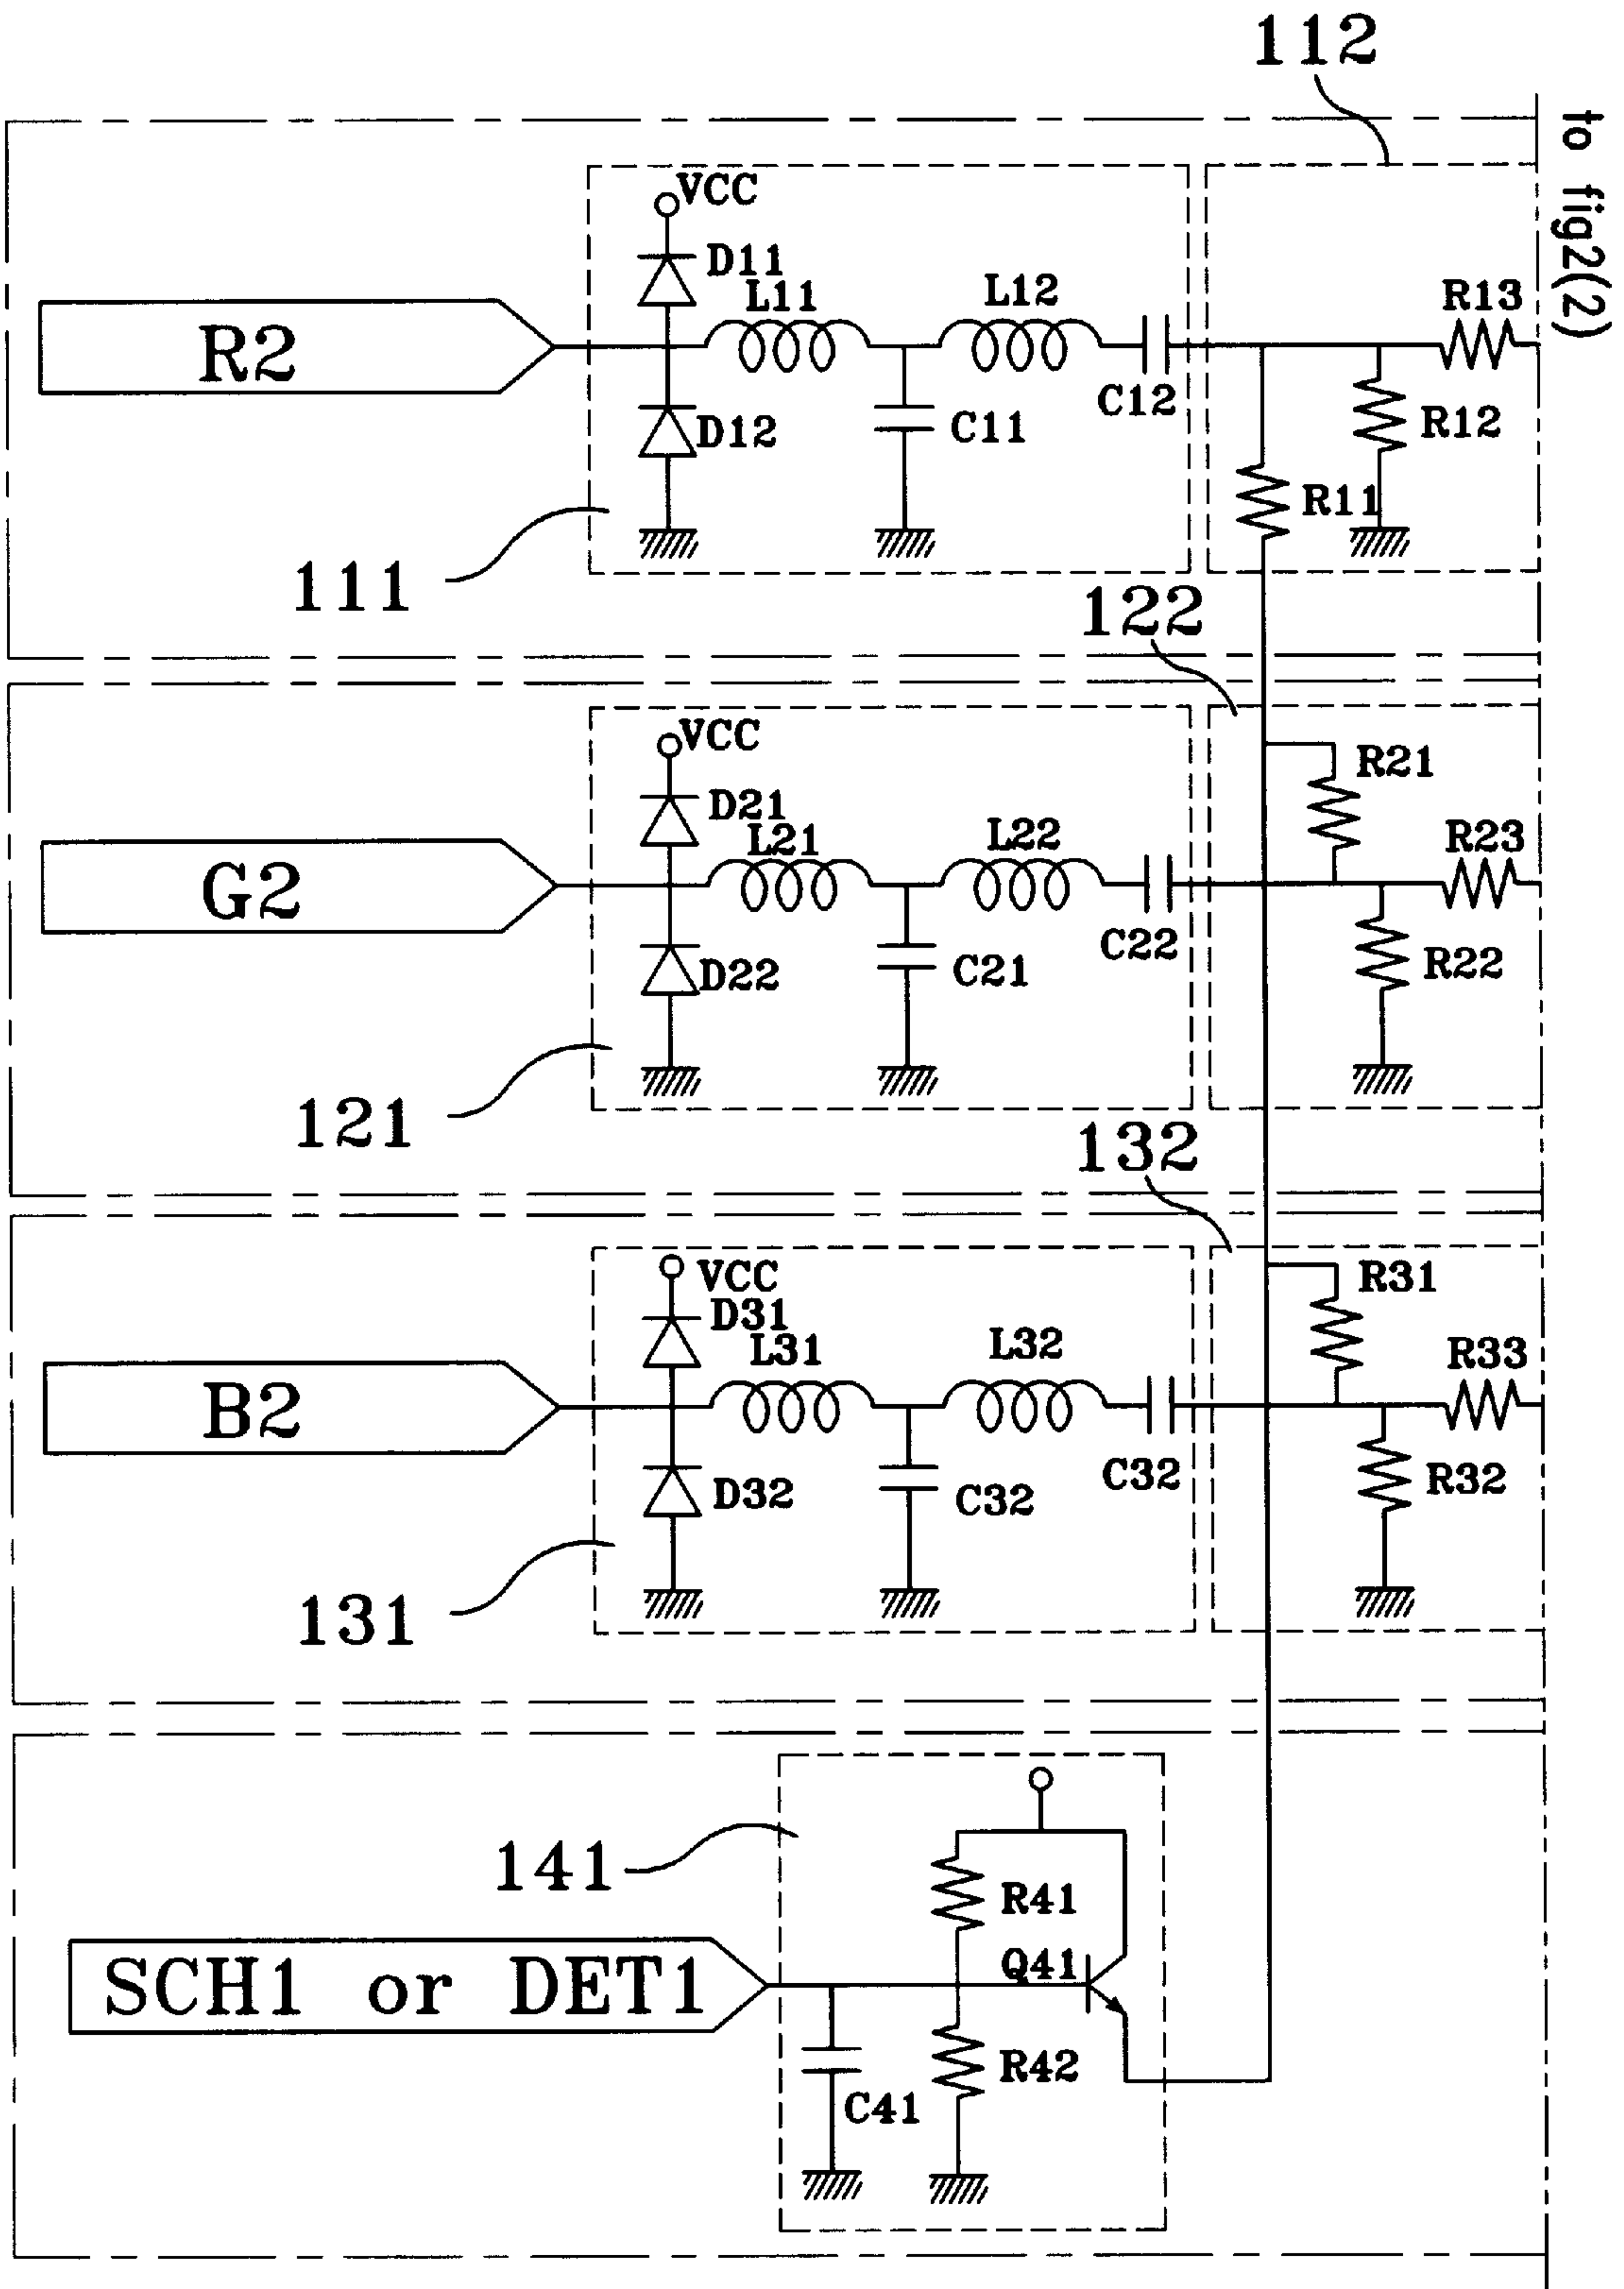 112
to fig2(2)
VCC
D11
L11
L12
R13
R2
C12
D12
C11
R12
R11
111
122
VCC
D21
L21
L22
R21
R23
G2
C22
D22
C21
R22
121
132
VCC
D31
L31
L32
R31
R33
B2
C32
D32
C32
R32
131
141
R41
Q41
SCH1 or DET1
R42
C41